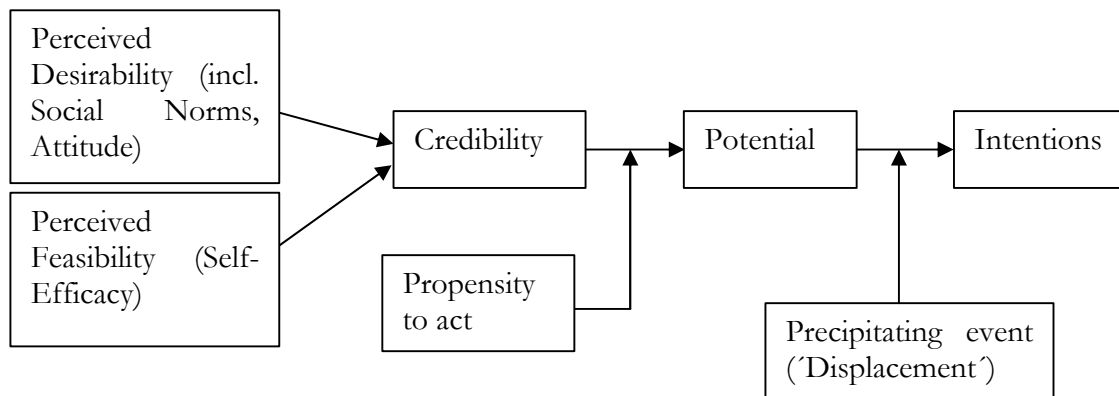 Perceived
Desirability (incl.
Social Norms,
Attitude)
Perceived
Feasibility (Self-
Efficacy)
Credibility
Propensity
to act
Potential
Precipitating event
(´Displacement´)
Intentions